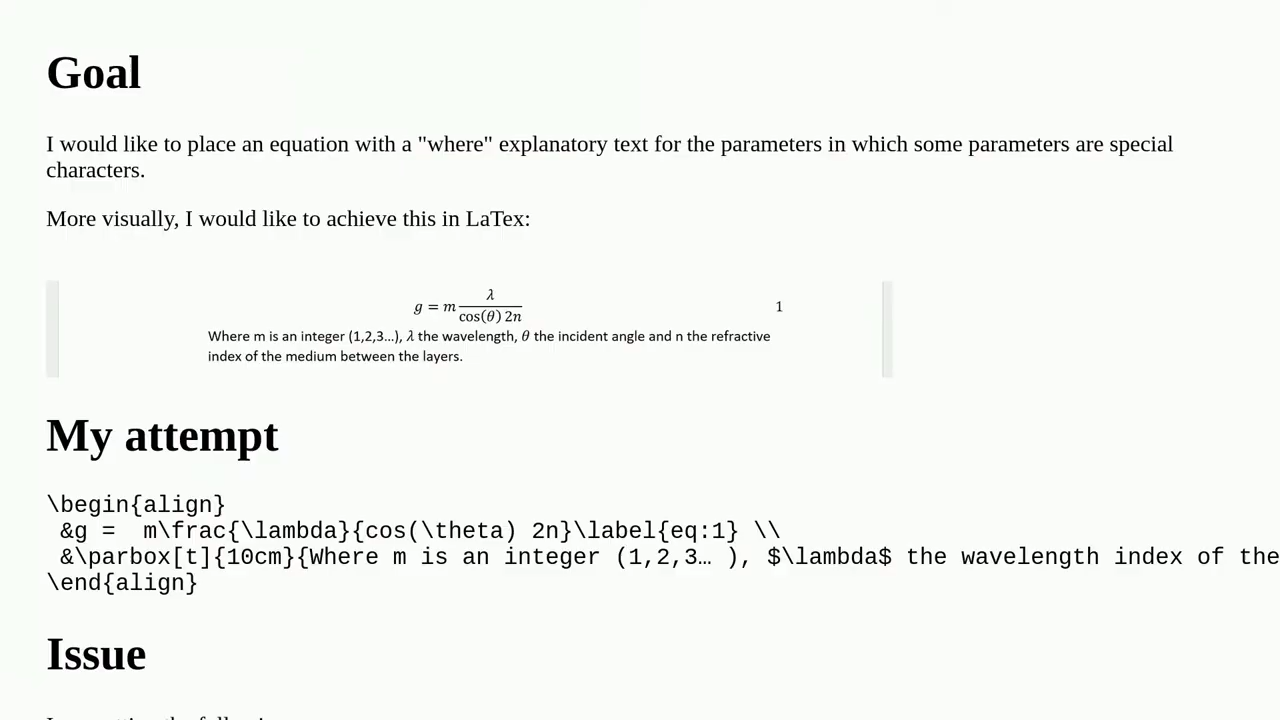 Goal
I would like to place an equation with a "where" explanatory text for the parameters in which some parameters are special
characters.
More visually, I would like to achieve this in LaTex:
g = m λ / cos(θ) 2n 1
Where m is an integer (1,2,3...), λ the wavelength, θ the incident angle and n the refractive
index of the medium between the layers.
My attempt
\begin{align}
&g =  m\frac{\lambda}{cos(\theta) 2n}\label{eq:1} \\
&\parbox[t]{10cm}{Where m is an integer (1,2,3… ), $\lambda$ the wavelength index of the
\end{align}
Issue